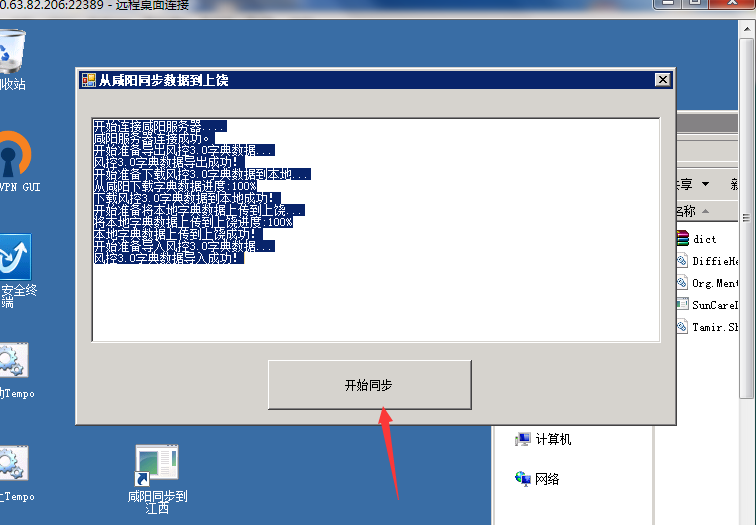 0.63.82.206:22389 - 远程桌面连接
收站
从咸阳同步数据到上饶
开始连接咸阳服务器....
咸阳服务器连接成功。
开始准备导出风控3.0字典数据...
风控3.0字典数据导出成功!
开始准备下载风控3.0字典数据到本地...
从咸阳下载字典数据进度:100%
下载风控3.0字典数据到本地成功!
开始准备将本地字典数据上传到上饶...
将本地字典数据上传到上饶进度:100%
本地字典数据上传到上饶成功!
开始准备导入风控3.0字典数据...
风控3.0字典数据导入成功!
VPN GUI
共享
新
名称
dict
DiffieHe
Org.Ment
SunCareI
Tamir.Sh
安全终
端
开始同步
Tempo
计算机
网络
Tempo
咸阳同步到
江西